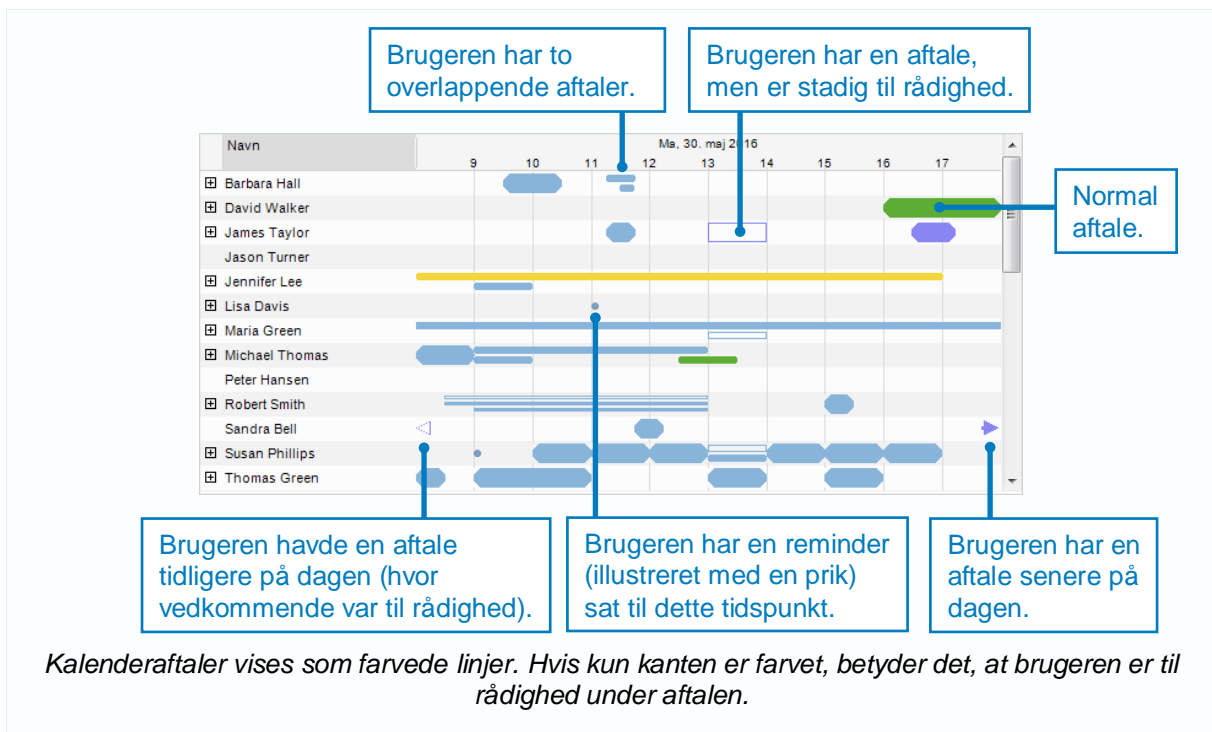 Brugeren har to
overlappende aftaler.
Brugeren har en aftale,
men er stadig til rådighed.
Navn
Ma, 30. maj 2016
9 10 11 12 13 14 15 16 17
Barbara Hall
David Walker
James Taylor
Jason Turner
Jennifer Lee
Lisa Davis
Maria Green
Michael Thomas
Peter Hansen
Robert Smith
Sandra Bell
Susan Phillips
Thomas Green
Normal
aftale.
Brugeren havde en aftale
tidligere på dagen (hvor
vedkommende var til rådighed).
Brugeren har en reminder
(illustreret med en prik)
sat til dette tidspunkt.
Brugeren har en
aftale senere på
dagen.
Kalenderaftaler vises som farvede linjer. Hvis kun kanten er farvet, betyder det, at brugeren er til
rådighed under aftalen.